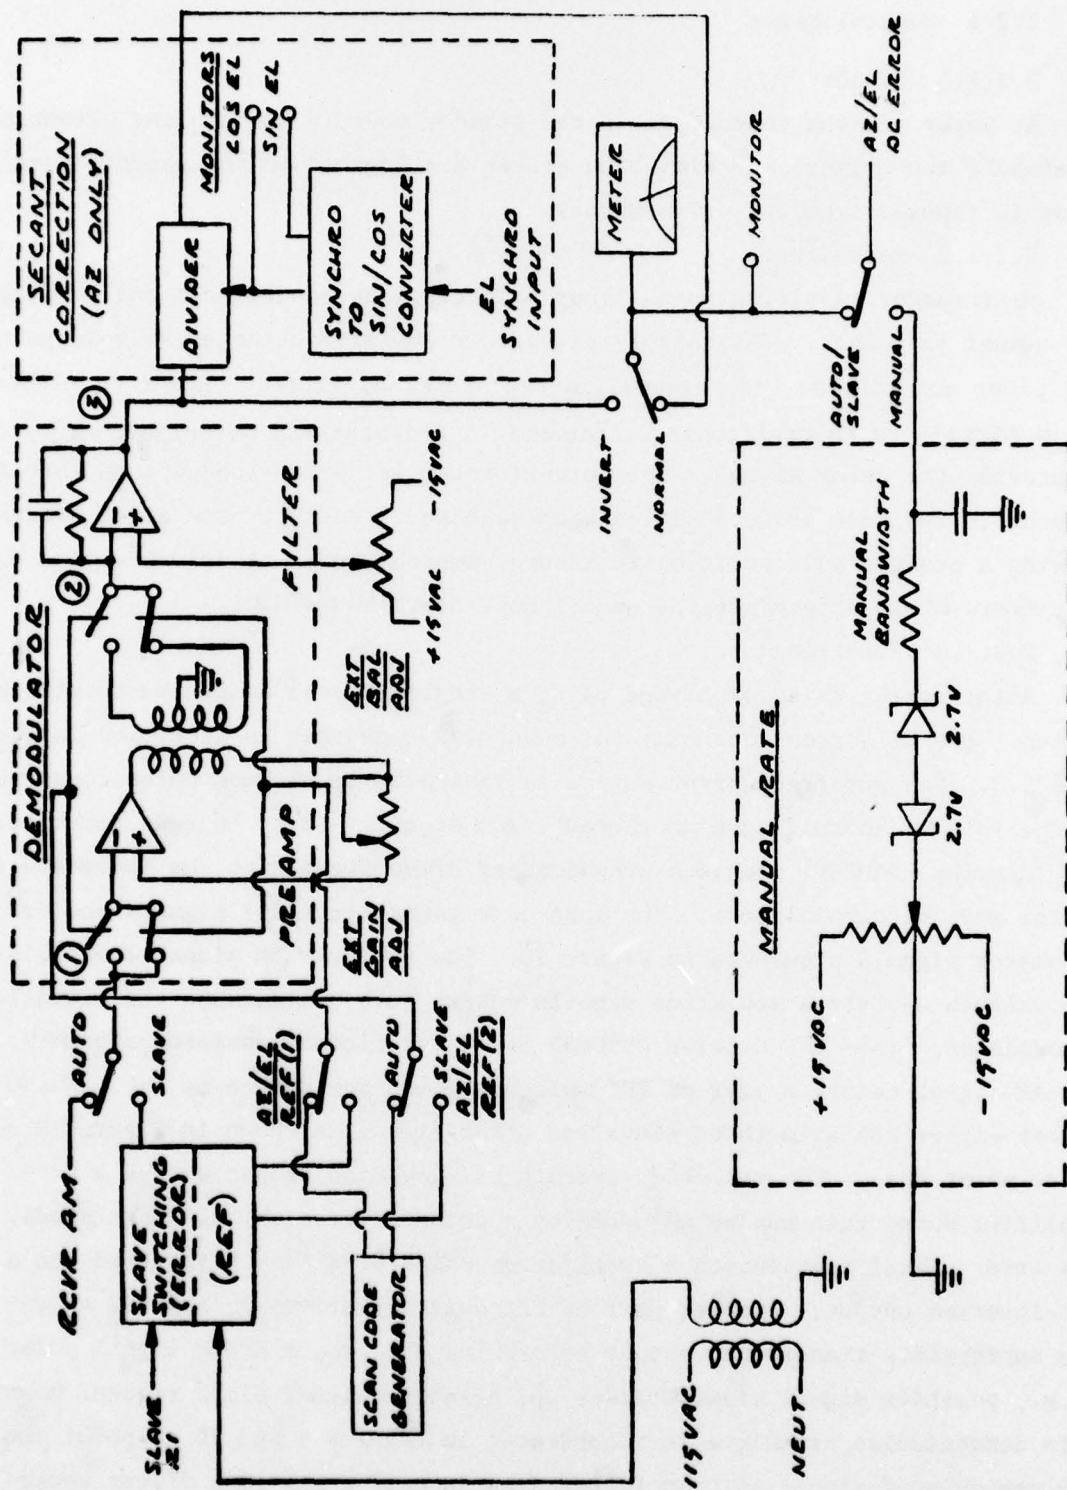 RCVR AM
AUTO
SLAVE
SLAVE
Z1
SLAVE
SWITCHING
(ERROR)
(REF)
SCAN CODE
GENERATOR
115VAC
NEUT
AZ/EL
REF(1)
AUTO
SLAVE
AZ/EL
REF(2)
DEMODULATOR
1
2
3
PREAMP
FILTER
EXT
GAIN
ADJ
EXT
BAL
ADJ
+15VAC
-15VAC
SECANT
CORRECTION
(AZ ONLY)
DIVIDER
MONITORS
COS EL
SIN EL
SYNCHRO
TO
SIN/COS
CONVERTER
EL
SYNCHRO
INPUT
INVERT
NORMAL
METER
MONITOR
AUTO/
SLAVE
MANUAL
AZ/EL
DC ERROR
MANUAL RATE
+15VDC
-15VDC
2.7V
2.7V
MANUAL
BANDWIDTH